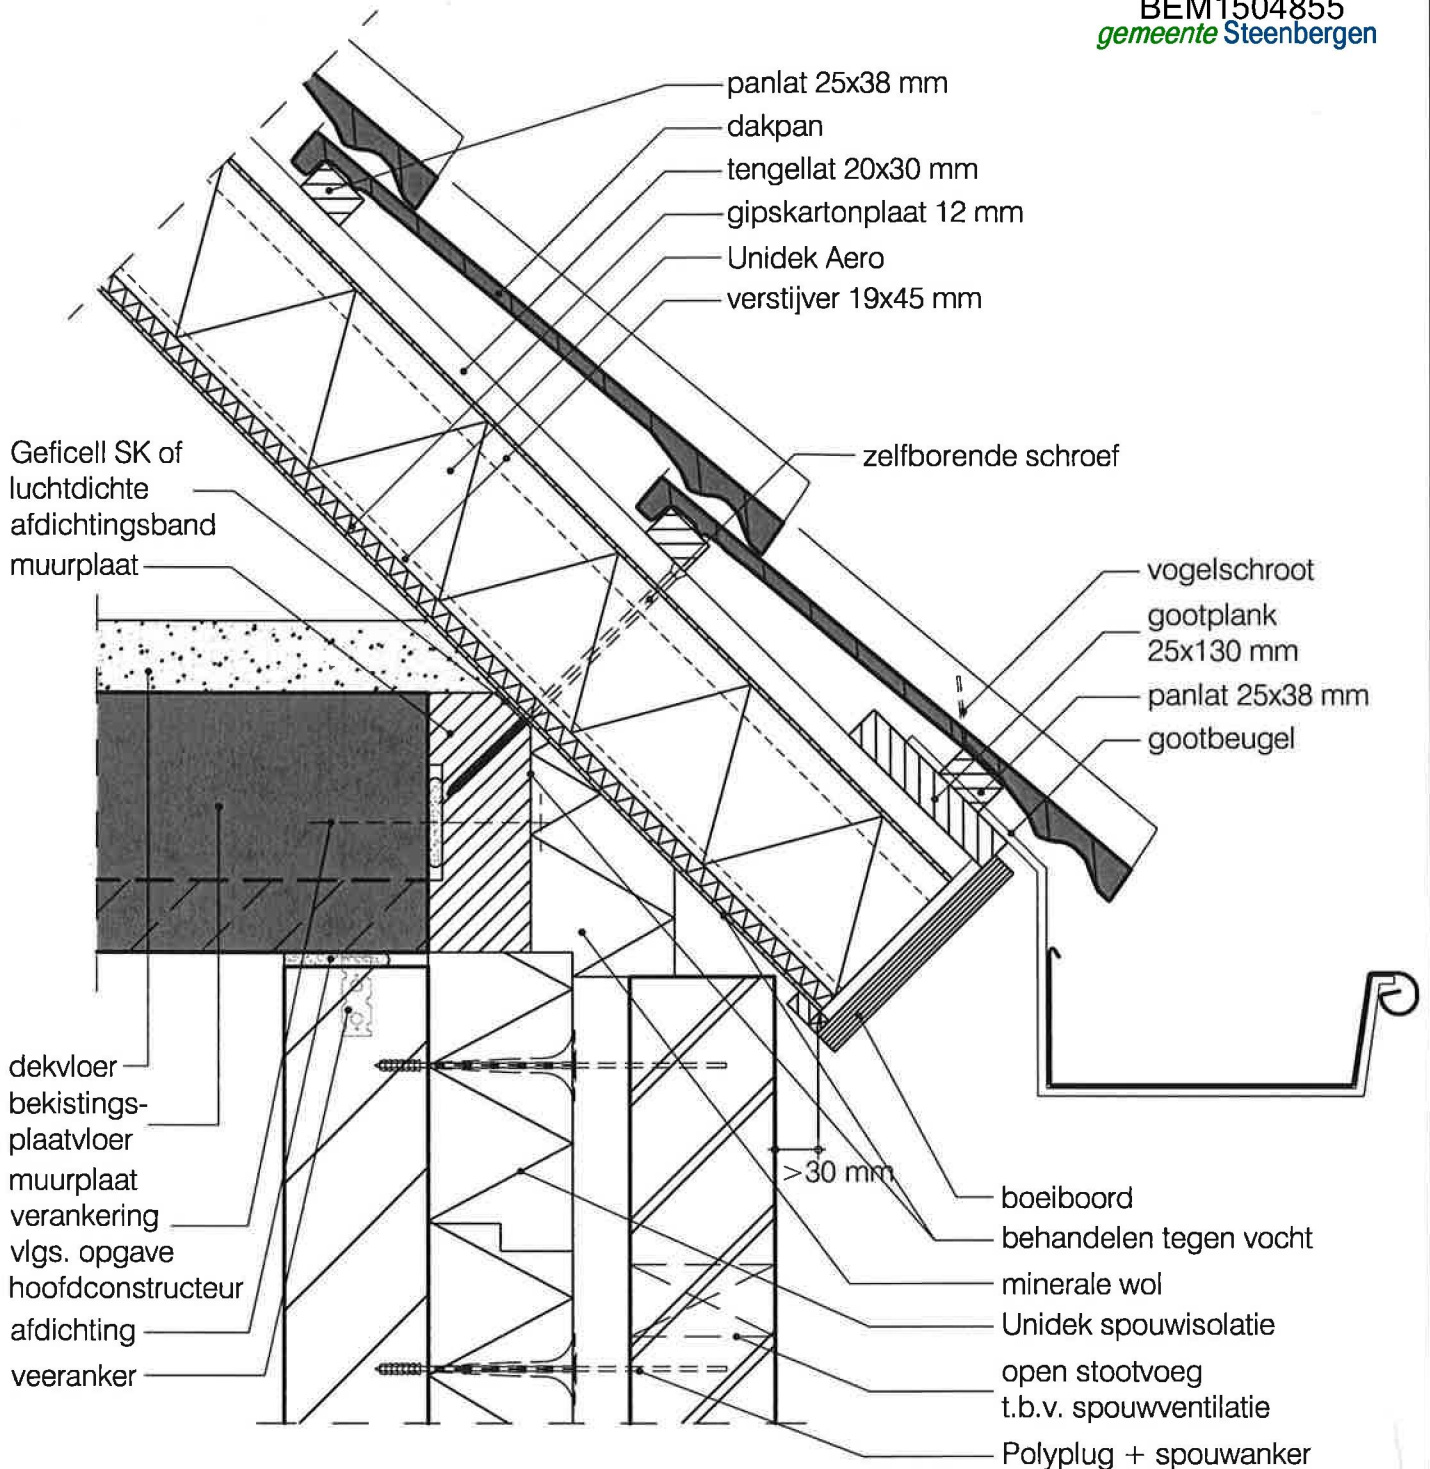 BEM1504855
gemeente Steenbergen
panlat 25x38 mm
dakpan
tengellat 20x30 mm
gipskartonplaat 12 mm
Unidek Aero
verstijver 19x45 mm
Geficell SK of
luchtdichte
afdichtingsband
muurplaat
zelfborende schroef
vogelschroot
gootplank
25x130 mm
panlat 25x38 mm
gootbeugel
dekvloer
bekistings-
plaatvloer
muurplaat
verankering
vlgs. opgave
hoofdconstructeur
afdichting
veeranker
>30 mm
boeiboord
behandelen tegen vocht
minerale wol
Unidek spouwisolatie
open stootvoeg
t.b.v. spouwventilatie
Polyplug + spouwanker